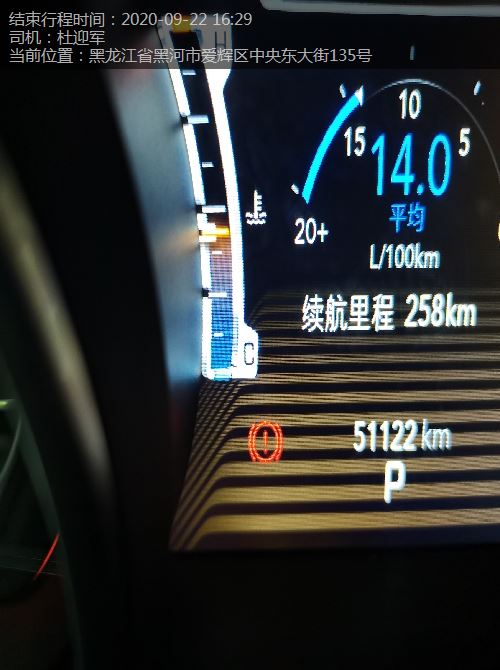 结束行程时间：2020-09-22 16:29
司机：杜迎军
当前位置：黑龙江省黑河市爱辉区中央东大街135号
H
10
15
5
14.0
平均
20+
L/100km
续航里程 258km
C
51122 km
P